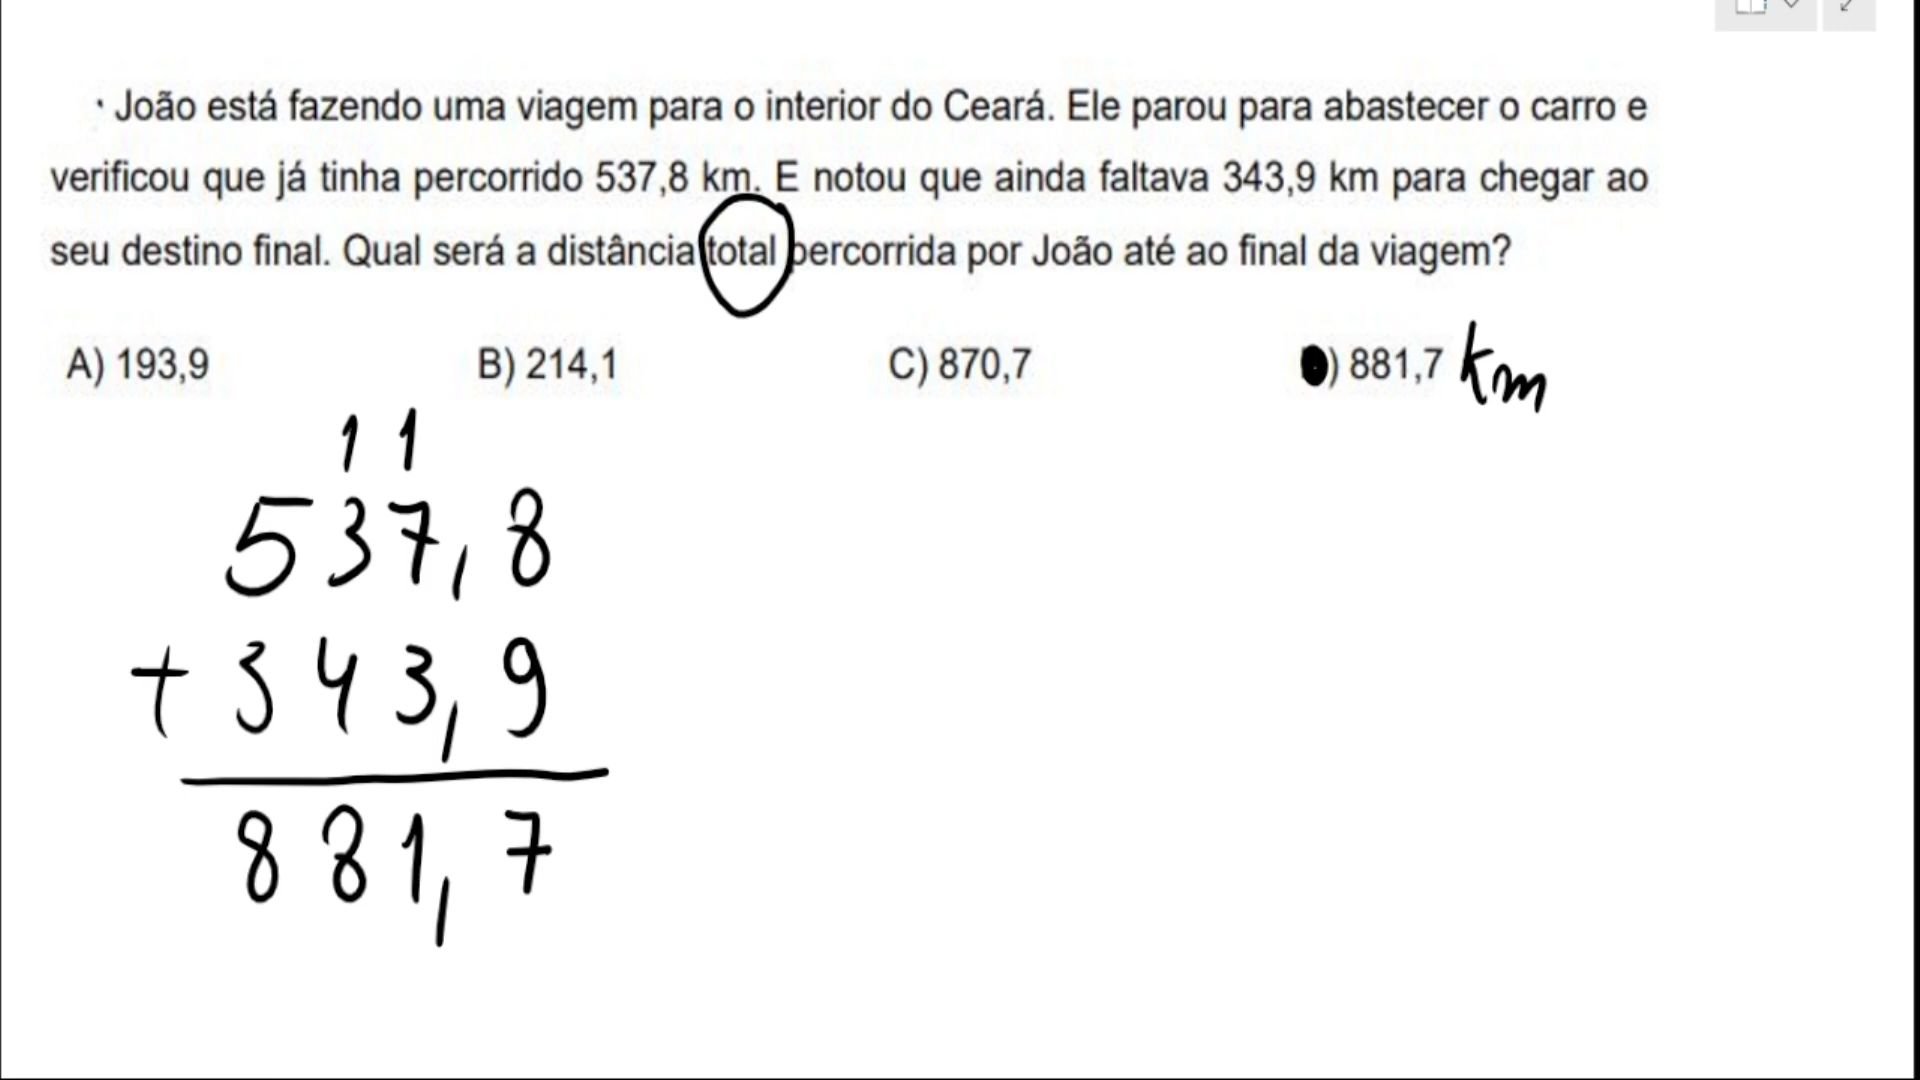 João está fazendo uma viagem para o interior do Ceará. Ele parou para abastecer o carro e
verificou que já tinha percorrido 537,8 km. E notou que ainda faltava 343,9 km para chegar ao
seu destino final. Qual será a distância total percorrida por João até ao final da viagem?
A) 193,9 B) 214,1 C) 870,7 ) 881,7 km
1 1
537,8
+ 343,9
881,7